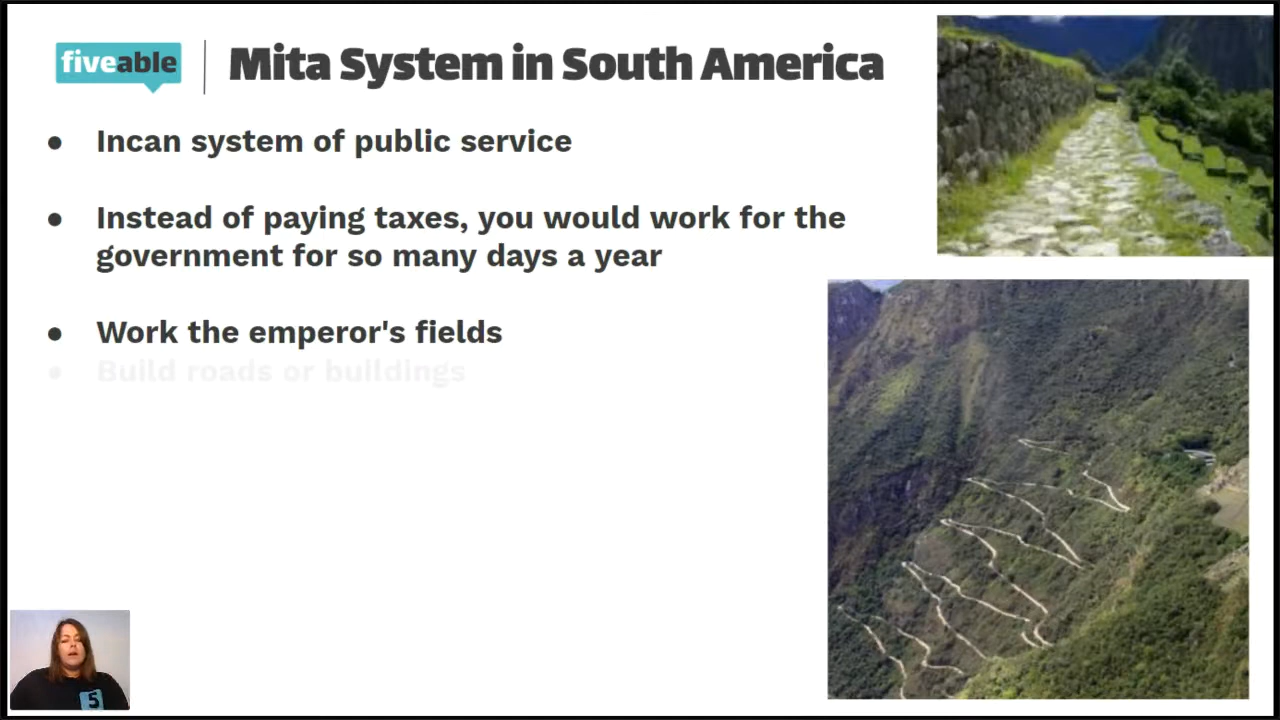 fiveable
Mita System in South America
● Incan system of public service
● Instead of paying taxes, you would work for the
government for so many days a year
● Work the emperor's fields
● Build roads or buildings
5